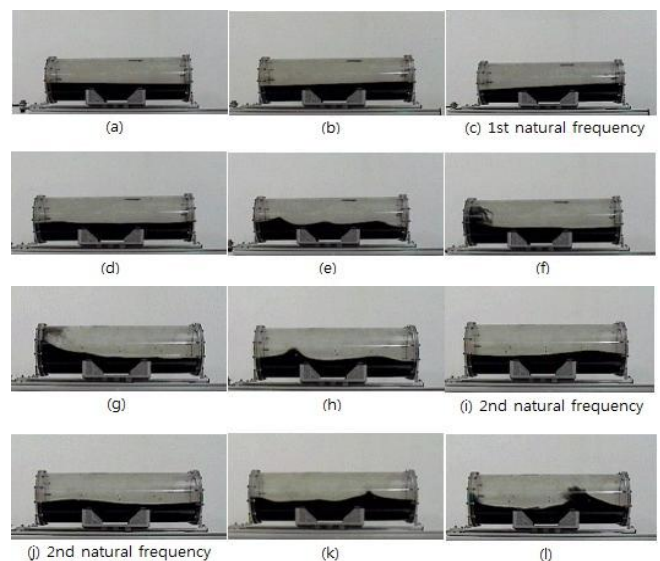 (a)
(b)
(c) 1st natural frequency
(d)
(e)
(f)
(g)
(h)
(i) 2nd natural frequency
(j) 2nd natural frequency
(k)
(l)